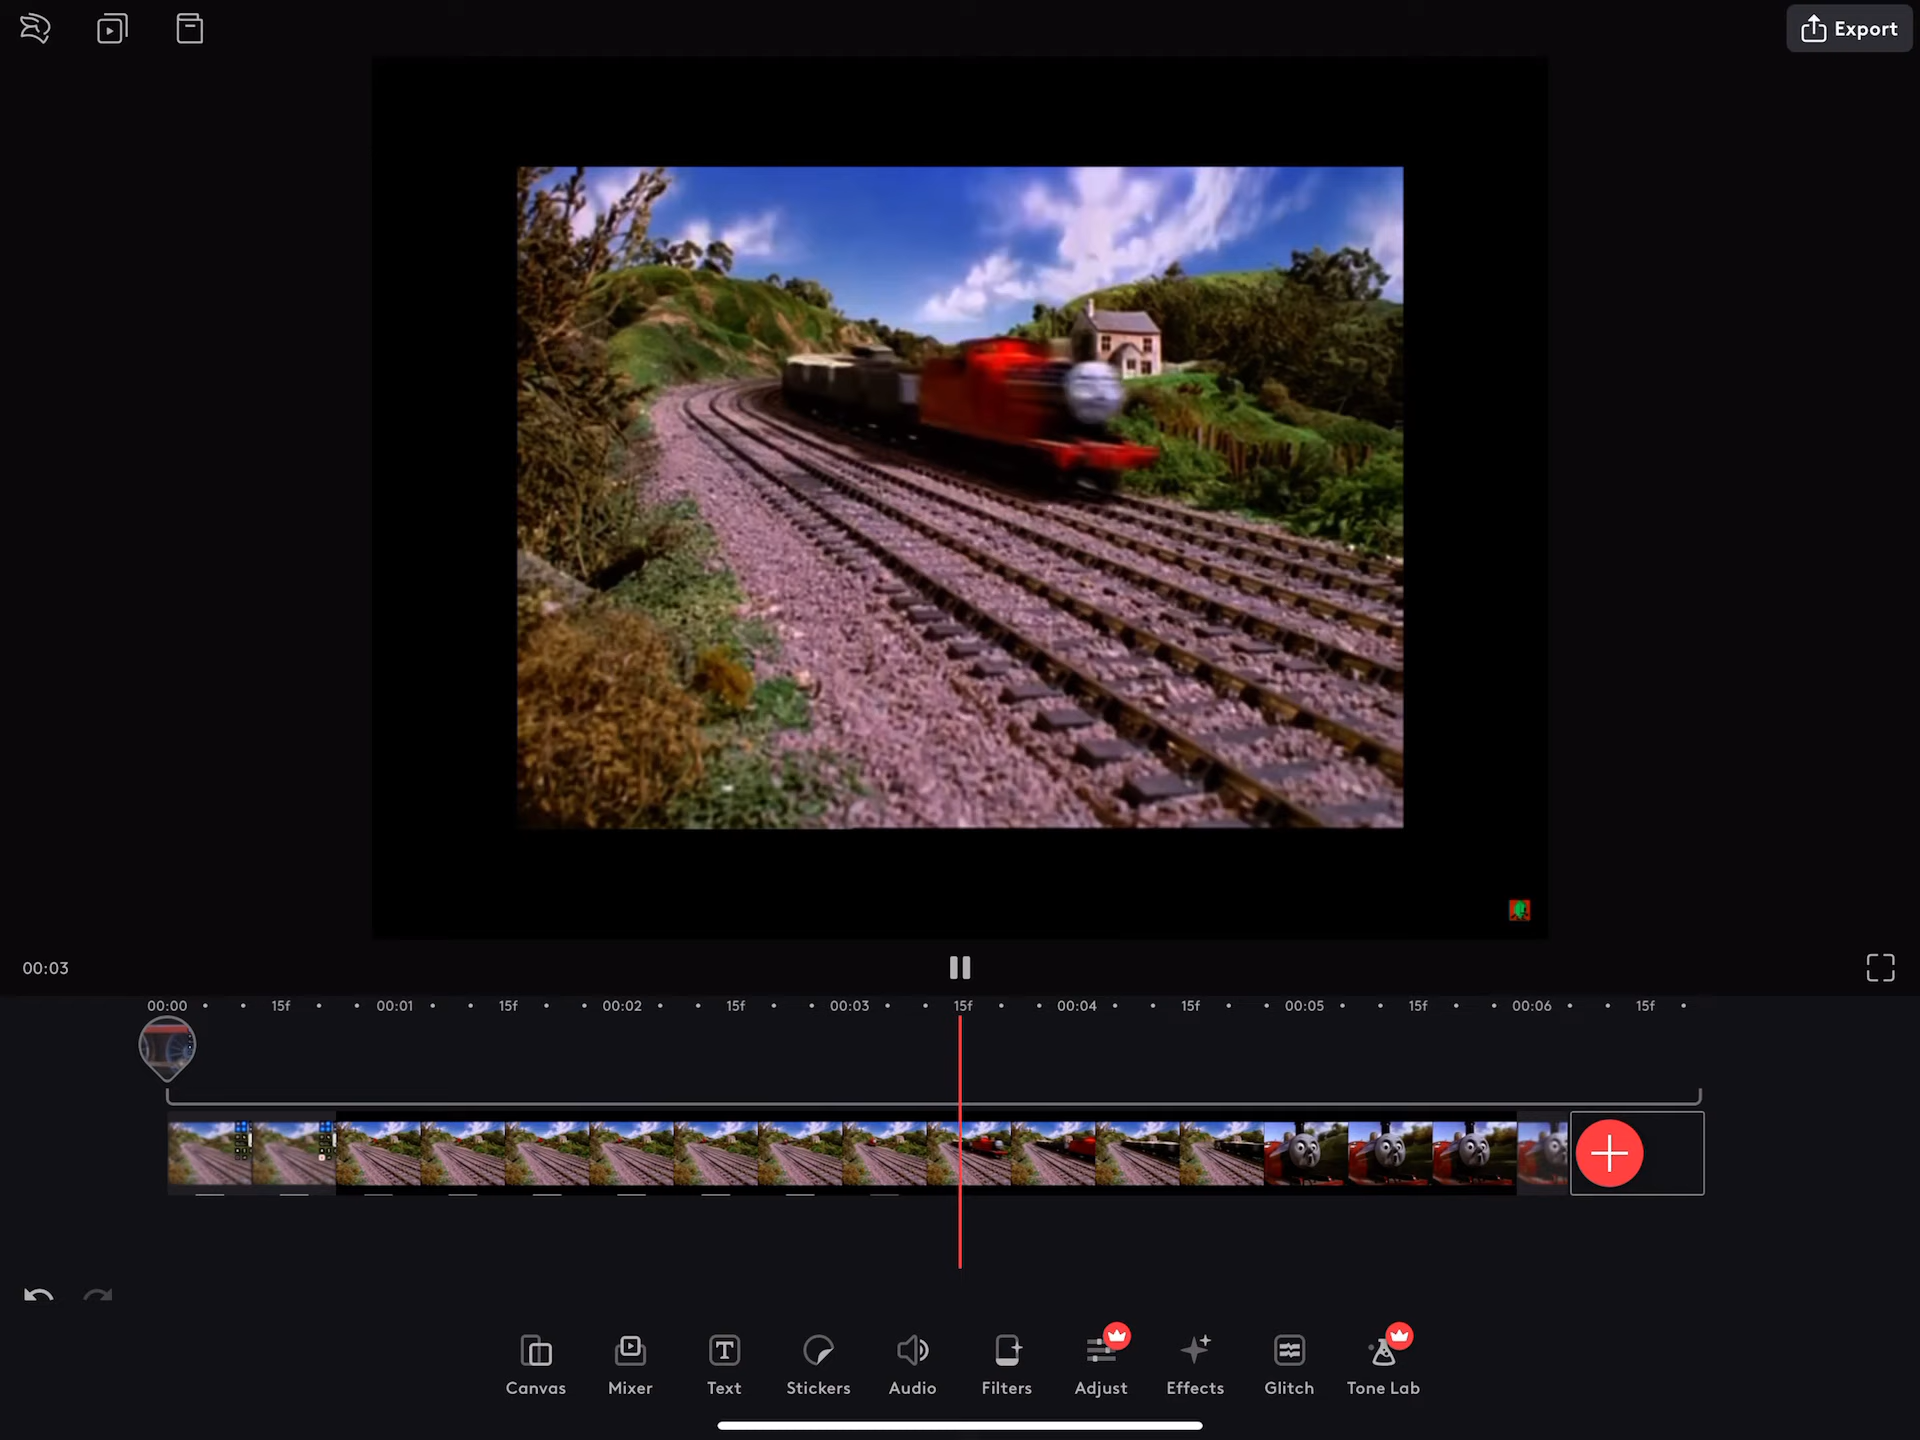 Export
00:03
00:00 15f 00:01 15f 00:02 15f 00:03 15f 00:04 15f 00:05 15f 00:06 15f
Canvas Mixer Text Stickers Audio Filters Adjust Effects Glitch Tone Lab